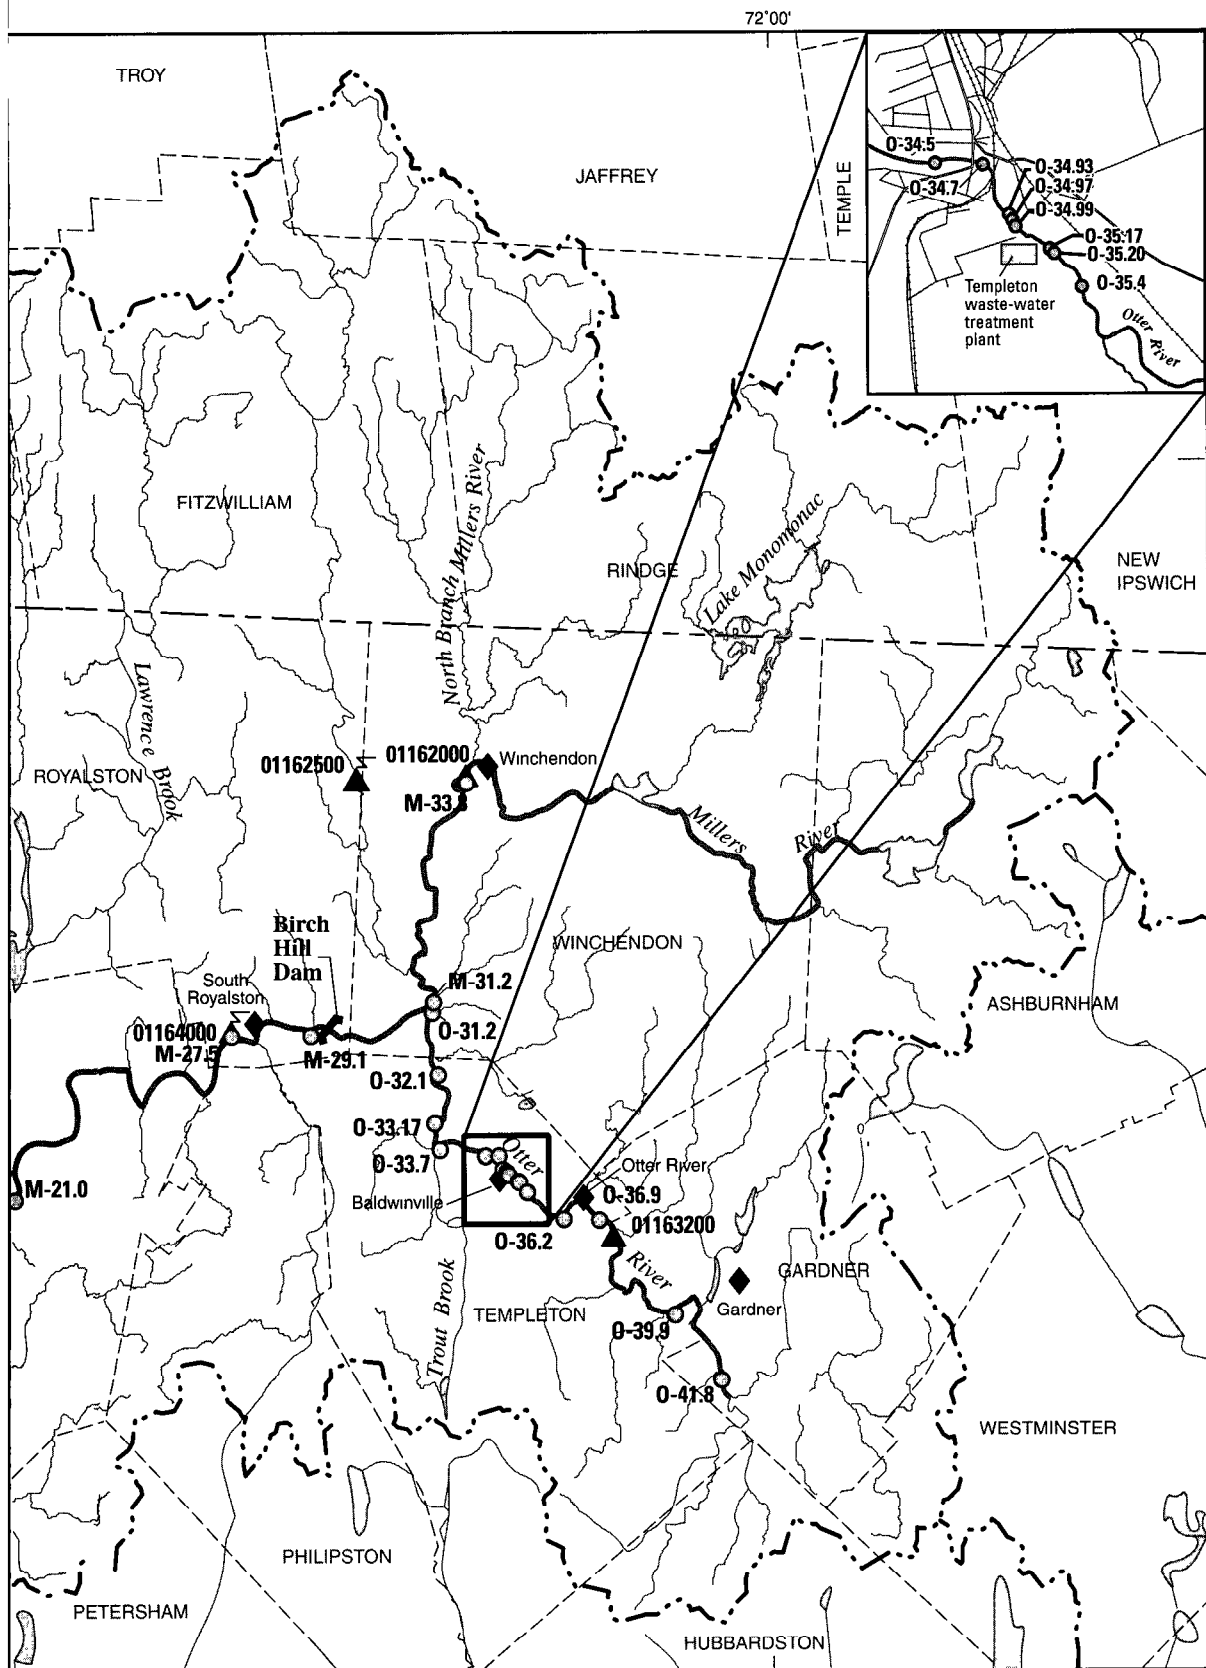 72°00'
TROY
JAFFREY
TEMPLE
O-34.5
O-34.7
O-34.93
O-34.97
O-34.99
O-35.17
O-35.20
O-35.4
Templeton
waste-water
treatment
plant
Otter River
FITZWILLIAM
North Branch Millers River
RINDGE
Lake Monomonac
NEW
IPSWICH
Lawrence Brook
ROYALSTON
01162500
01162000
Winchendon
M-33.8
Millers
River
Birch
Hill
Dam
WINCHENDON
South
Royalston
M-31.2
ASHBURNHAM
01164000
O-31.2
M-27.5
M-29.1
O-32.1
O-33.17
O-33.7
Otter
Otter River
M-21.0
Baldwinville
O-36.9
O-36.2
01163200
River
GARDNER
Gardner
Trout Brook
TEMPLETON
O-39.9
O-41.8
WESTMINSTER
PHILIPSTON
PETERSHAM
HUBBARDSTON